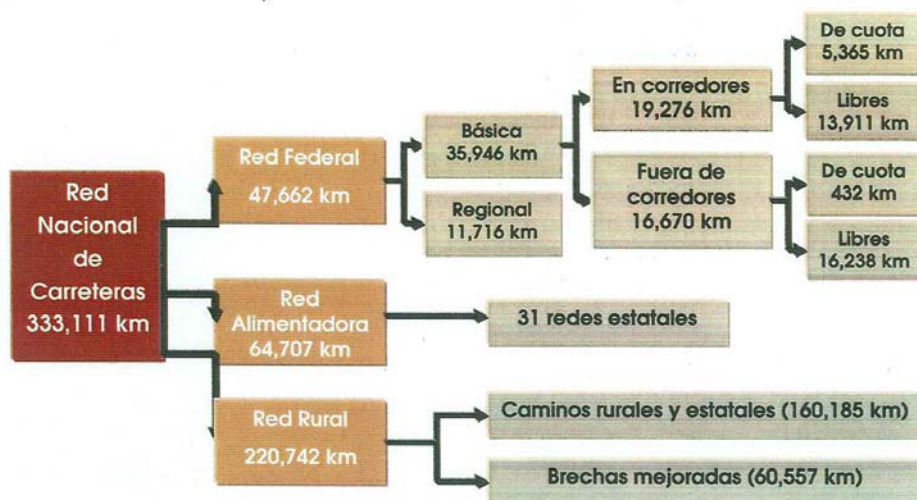 Red
Nacional
de
Carreteras
333,111 km
Red Federal
47,662 km
Básica
35,946 km
Regional
11,716 km
En corredores
19,276 km
Fuera de
corredores
16,670 km
De cuota
5,365 km
Libres
13,911 km
De cuota
432 km
Libres
16,238 km
Red
Alimentadora
64,707 km
31 redes estatales
Red Rural
220,742 km
Caminos rurales y estatales (160,185 km)
Brechas mejoradas (60,557 km)